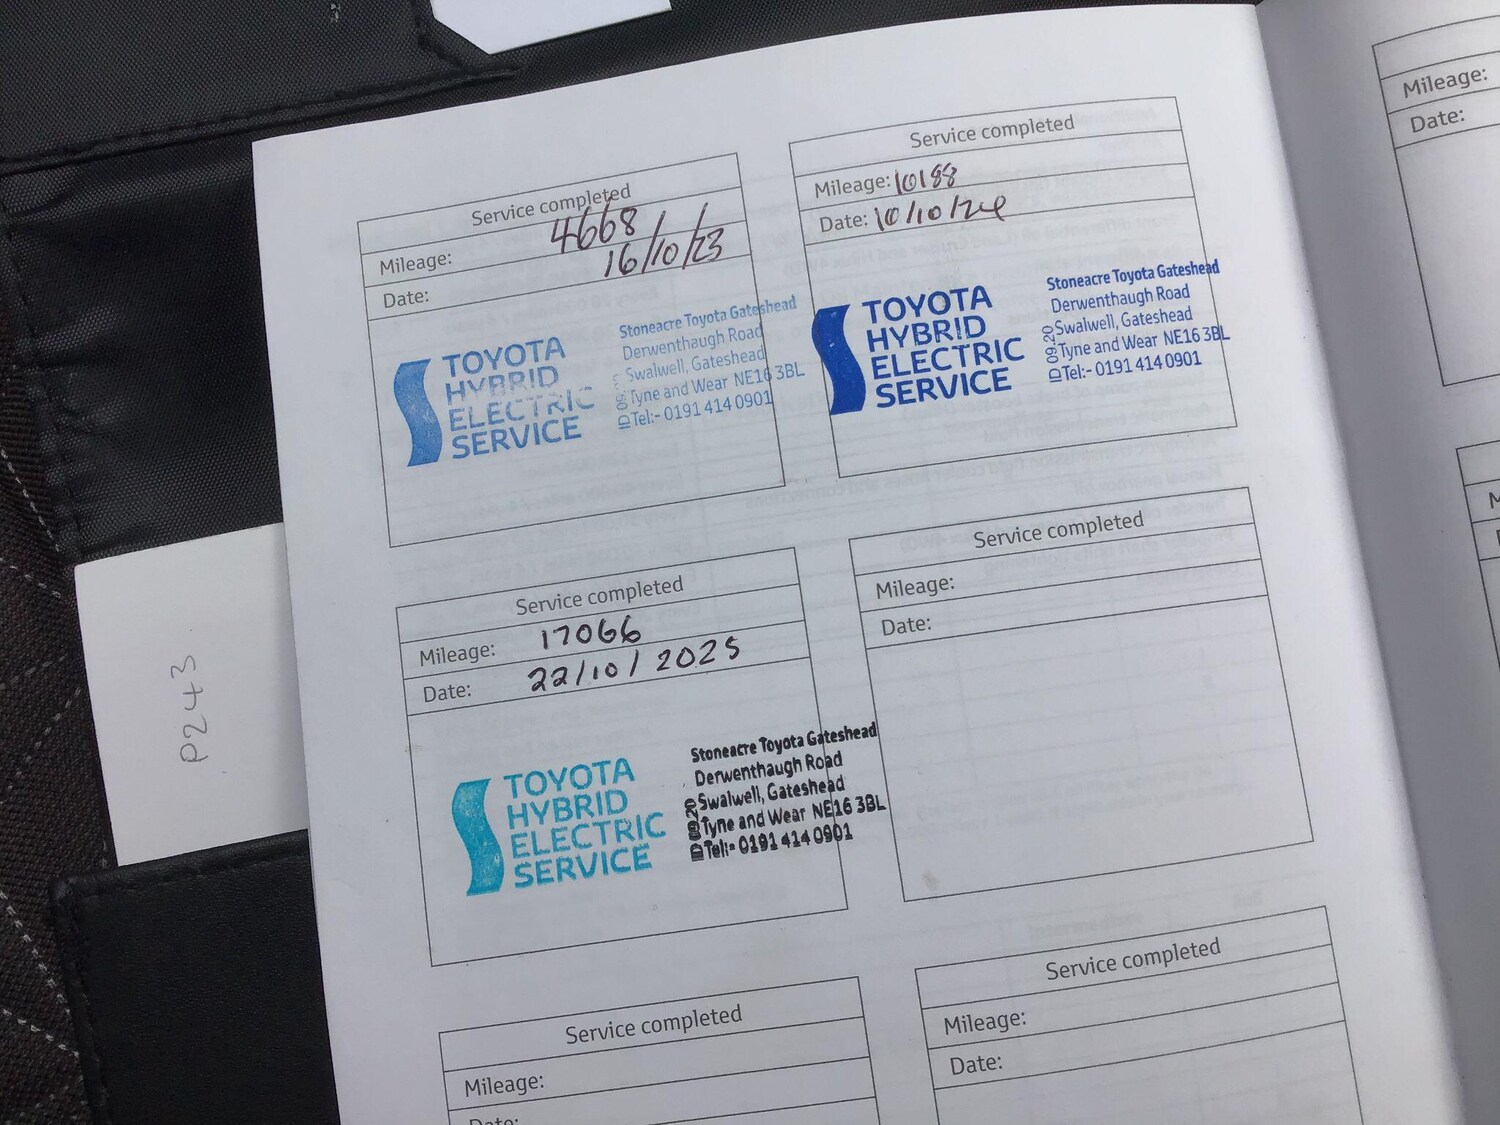 Service completed
Mileage: 4668
Date: 16/10/23
TOYOTA
HYBRID
ELECTRIC
SERVICE
Stoneacre Toyota Gateshead
Derwenthaugh Road
Swalwell, Gateshead
Tyne and Wear NE16 3BL
Tel:- 0191 414 0901
Service completed
Mileage: 10188
Date: 10/10/24
TOYOTA
HYBRID
ELECTRIC
SERVICE
Stoneacre Toyota Gateshead
Derwenthaugh Road
Swalwell, Gateshead
Tyne and Wear NE16 3BL
Tel:- 0191 414 0901
ID 09.20
Service completed
Mileage: 17066
Date: 22/10/2025
TOYOTA
HYBRID
ELECTRIC
SERVICE
Stoneacre Toyota Gateshead
Derwenthaugh Road
Swalwell, Gateshead
Tyne and Wear NE16 3BL
Tel:- 0191 414 0901
Service completed
Mileage:
Date:
Service completed
Mileage:
Date:
Service completed
Mileage:
Date:
Mileage:
Date:
P243